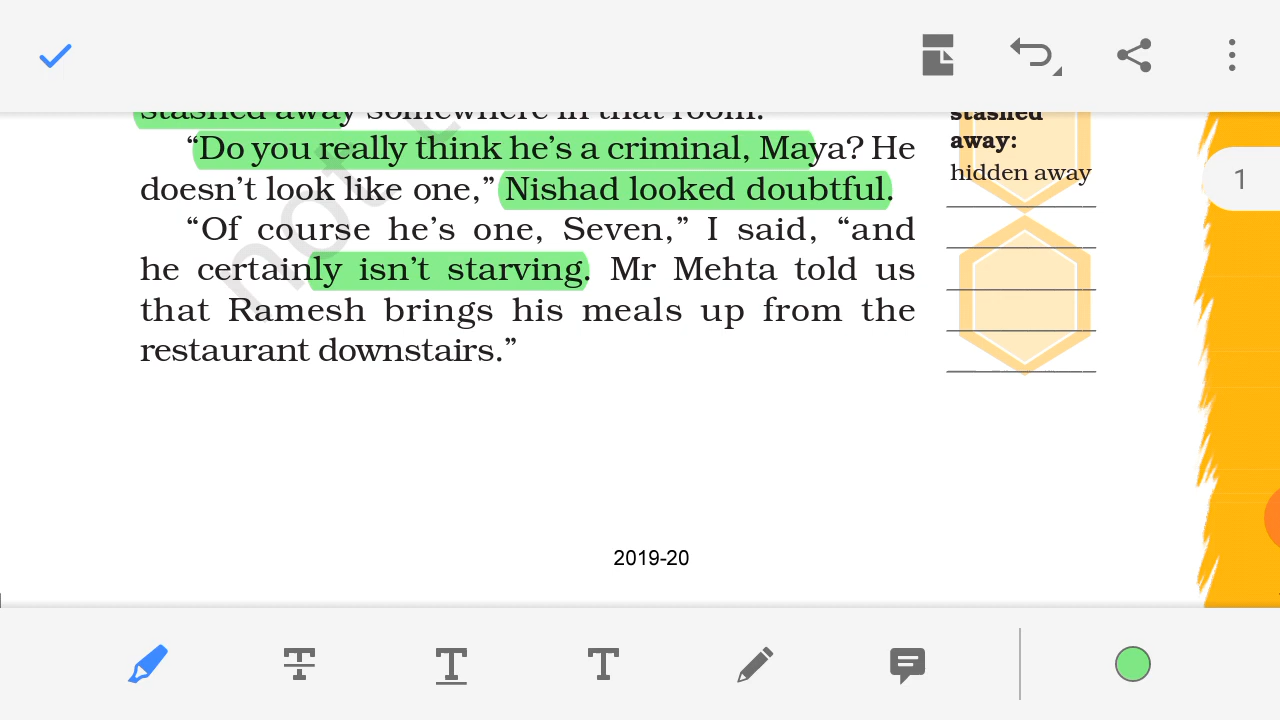 stashed away somewhere in that room.
“Do you really think he’s a criminal, Maya? He
doesn’t look like one,” Nishad looked doubtful.
“Of course he’s one, Seven,” I said, “and
he certainly isn’t starving. Mr Mehta told us
that Ramesh brings his meals up from the
restaurant downstairs.”
stashed
away:
hidden away
1
2019-20
not t